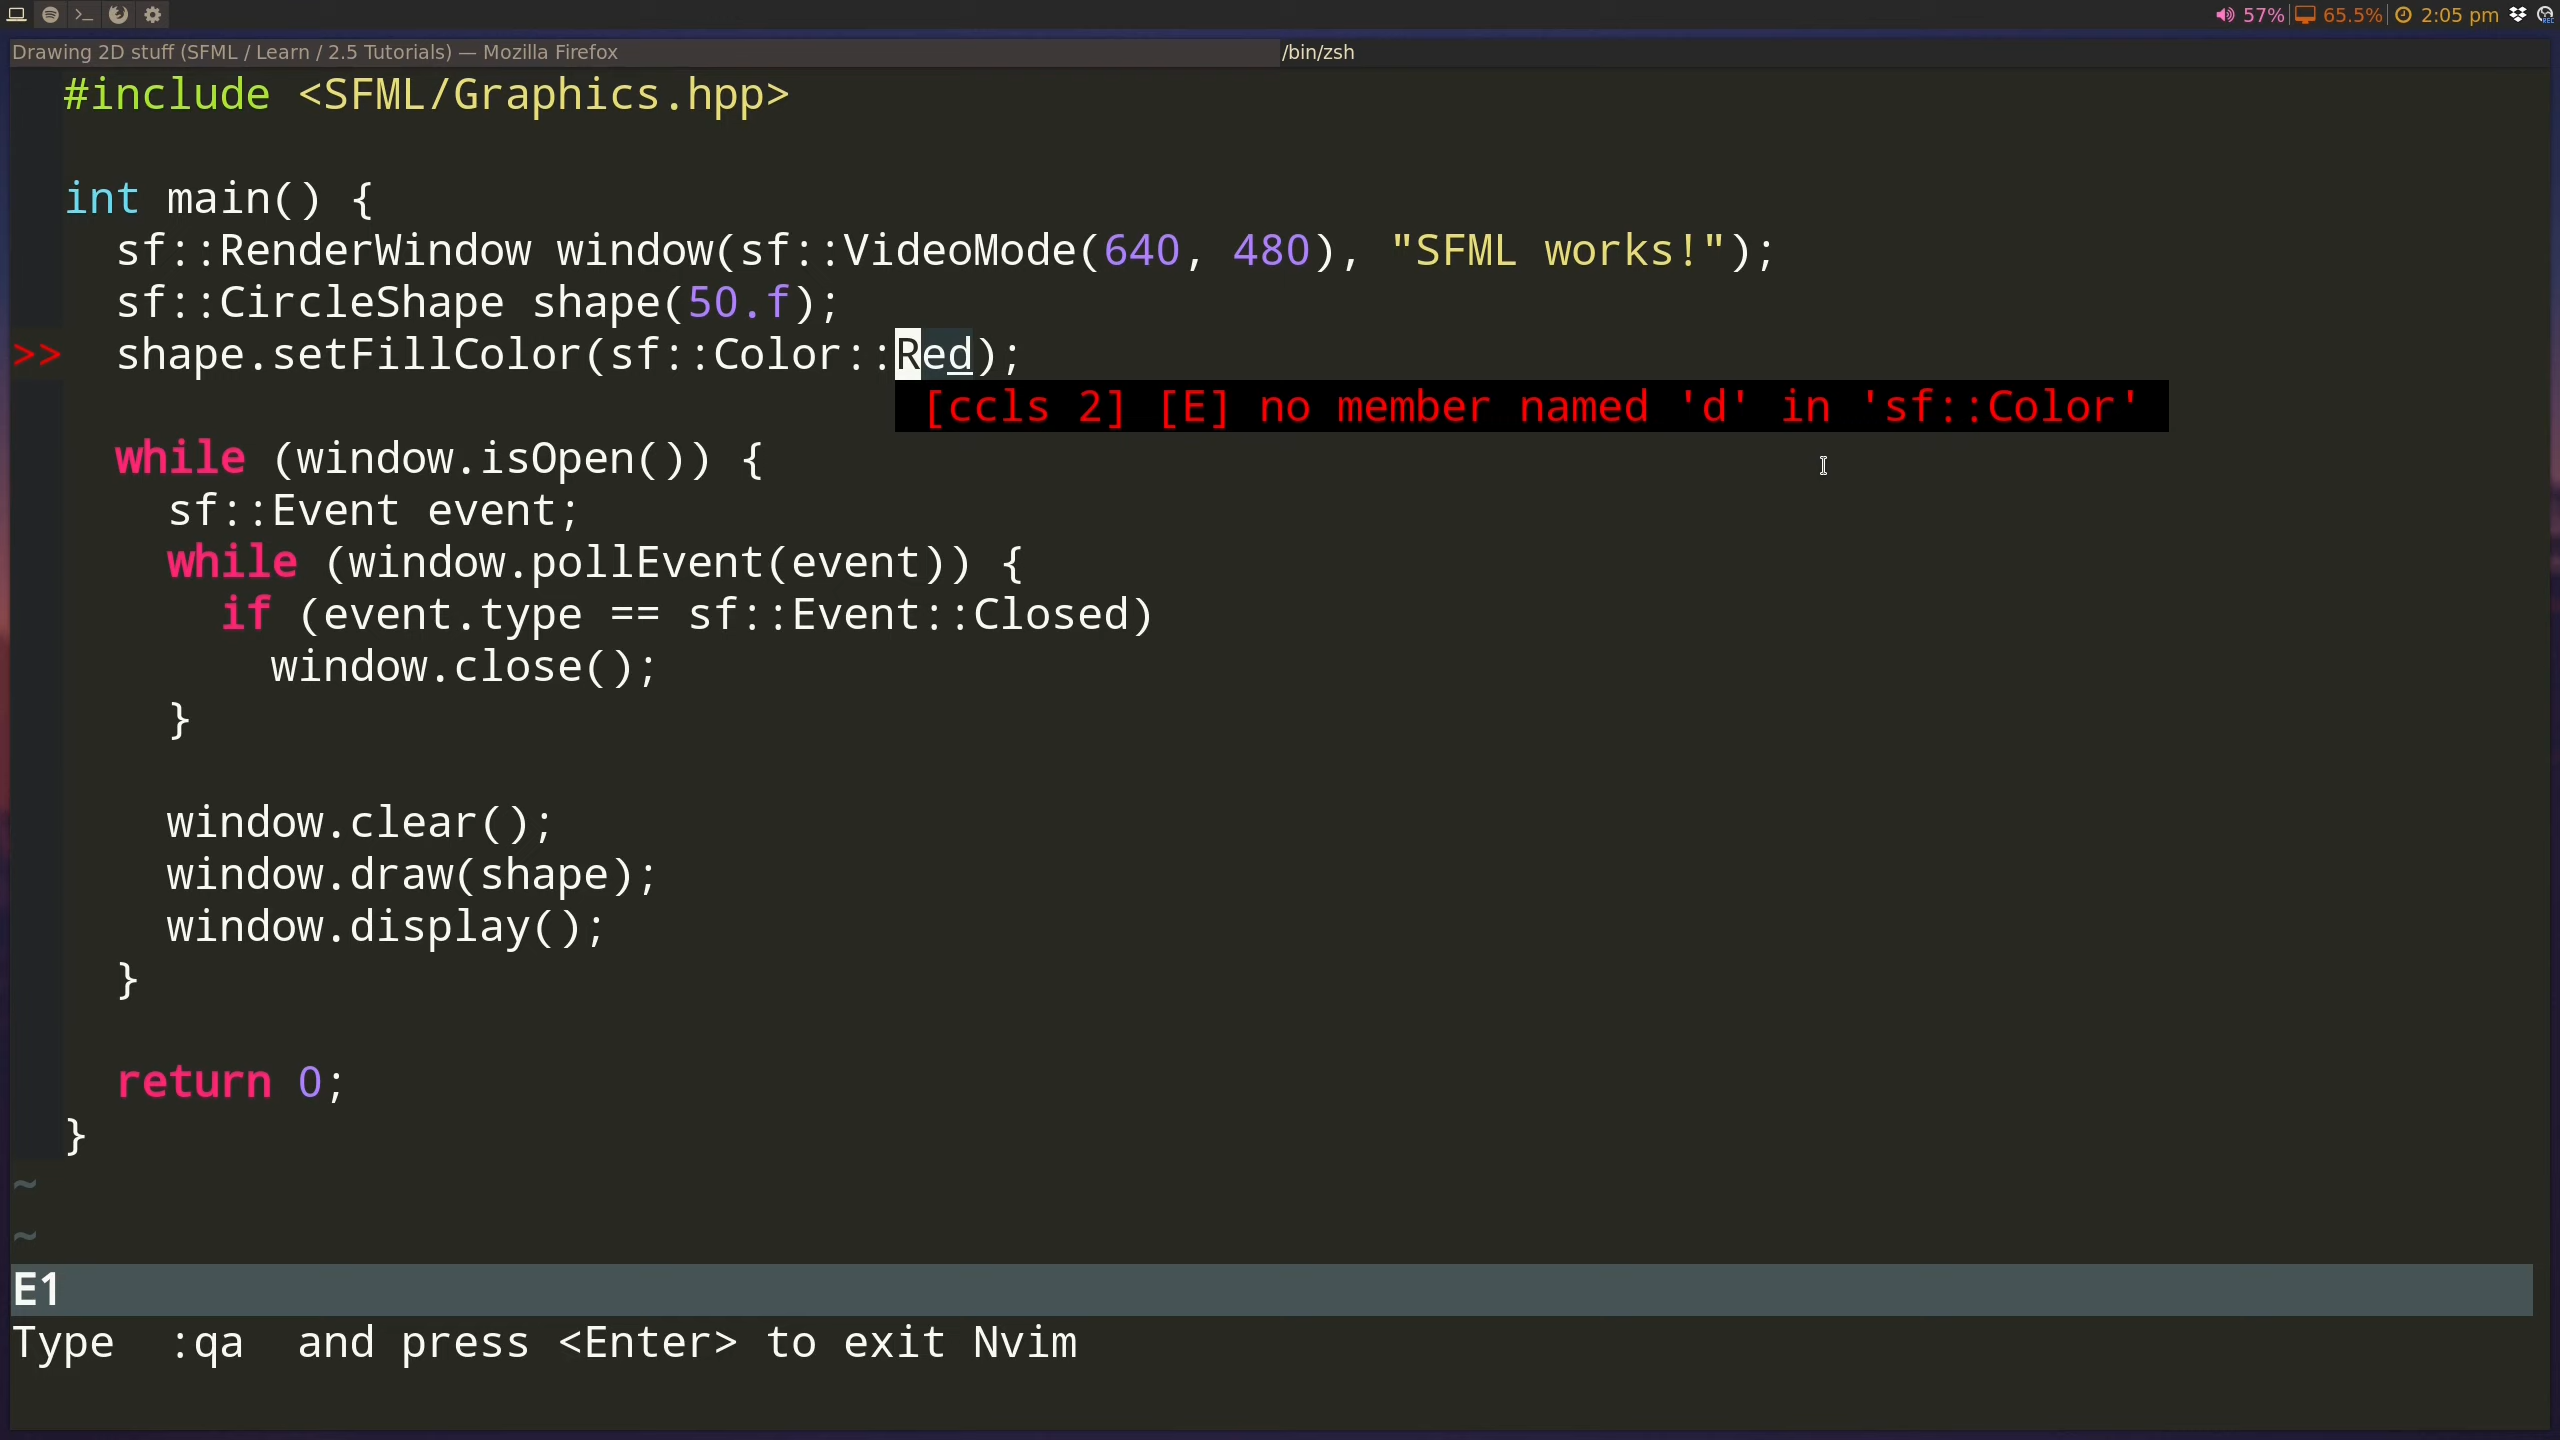 57% 65.5% 2:05 pm
Drawing 2D stuff (SFML / Learn / 2.5 Tutorials) — Mozilla Firefox
/bin/zsh
#include <SFML/Graphics.hpp>
int main() {
  sf::RenderWindow window(sf::VideoMode(640, 480), "SFML works!");
  sf::CircleShape shape(50.f);
>>  shape.setFillColor(sf::Color::Red);
[ccls 2] [E] no member named 'd' in 'sf::Color'
  while (window.isOpen()) {
    sf::Event event;
    while (window.pollEvent(event)) {
      if (event.type == sf::Event::Closed)
        window.close();
    }
    window.clear();
    window.draw(shape);
    window.display();
  }
  return 0;
}
~
~
E1
Type  :qa  and press <Enter> to exit Nvim